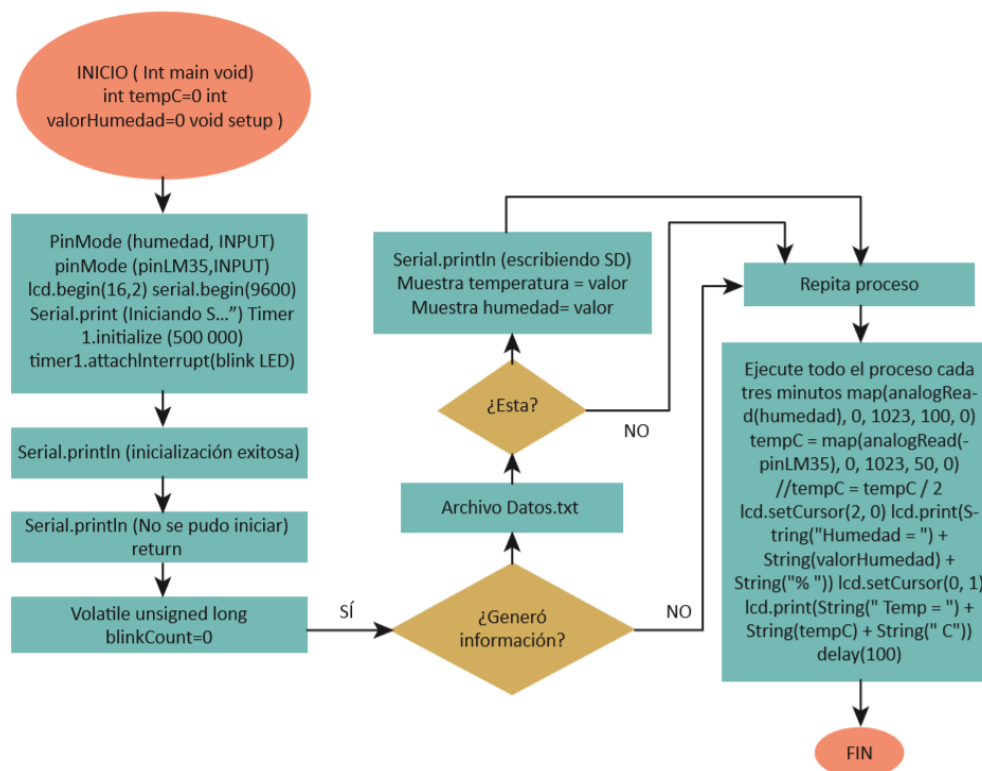 INICIO ( Int main void)
int tempC=0 int
valorHumedad=0 void setup )
PinMode (humedad, INPUT)
pinMode (pinLM35,INPUT)
lcd.begin(16,2) serial.begin(9600)
Serial.print (Iniciando S...”) Timer
1.initialize (500 000)
timer1.attachInterrupt(blink LED)
Serial.println (inicialización exitosa)
Serial.println (No se pudo iniciar)
return
Volatile unsigned long
blinkCount=0
SÍ
¿Generó
información?
NO
Archivo Datos.txt
¿Esta?
NO
Serial.println (escribiendo SD)
Muestra temperatura = valor
Muestra humedad= valor
Repita proceso
Ejecute todo el proceso cada
tres minutos map(analogRea-
d(humedad), 0, 1023, 100, 0)
tempC = map(analogRead(-
pinLM35), 0, 1023, 50, 0)
//tempC = tempC / 2
lcd.setCursor(2, 0) lcd.print(S-
tring("Humedad = ") +
String(valorHumedad) +
String("% ")) lcd.setCursor(0, 1)
lcd.print(String(" Temp = ") +
String(tempC) + String(" C"))
delay(100)
FIN